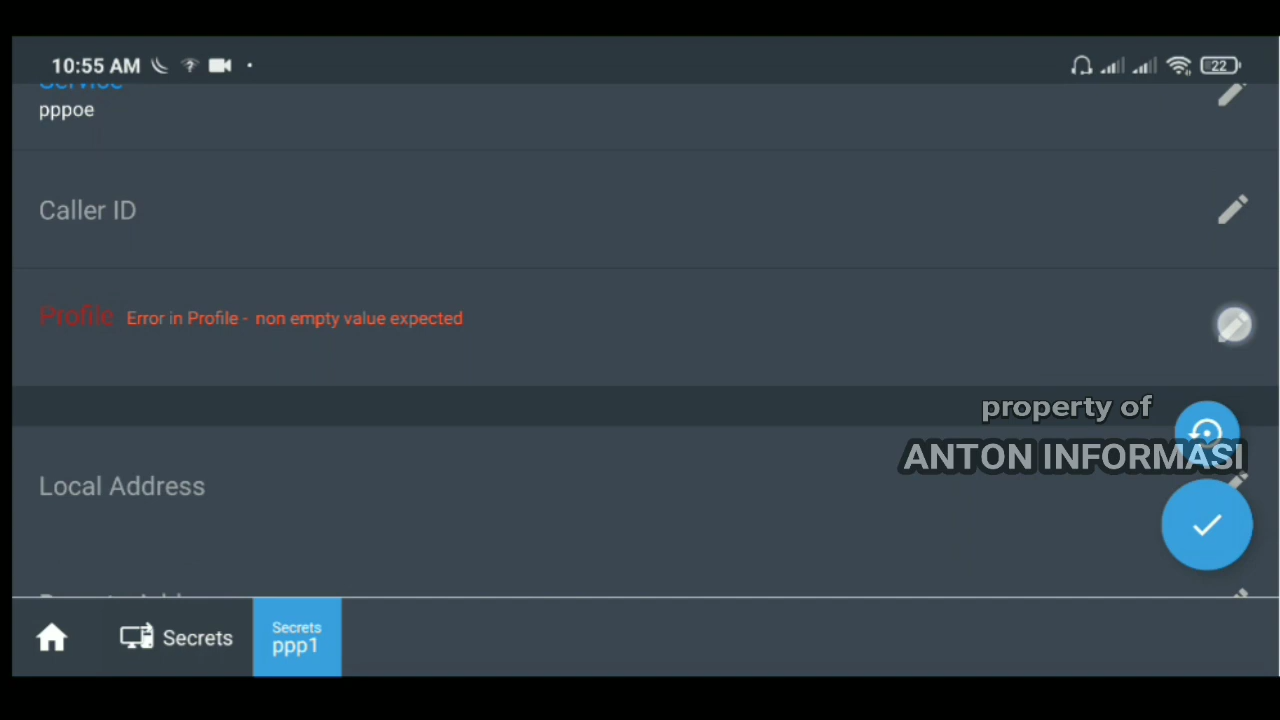 10:55 AM
22
Service
pppoe
Caller ID
Profile Error in Profile - non empty value expected
property of
ANTON INFORMASI
Local Address
Secrets
Secrets
ppp1